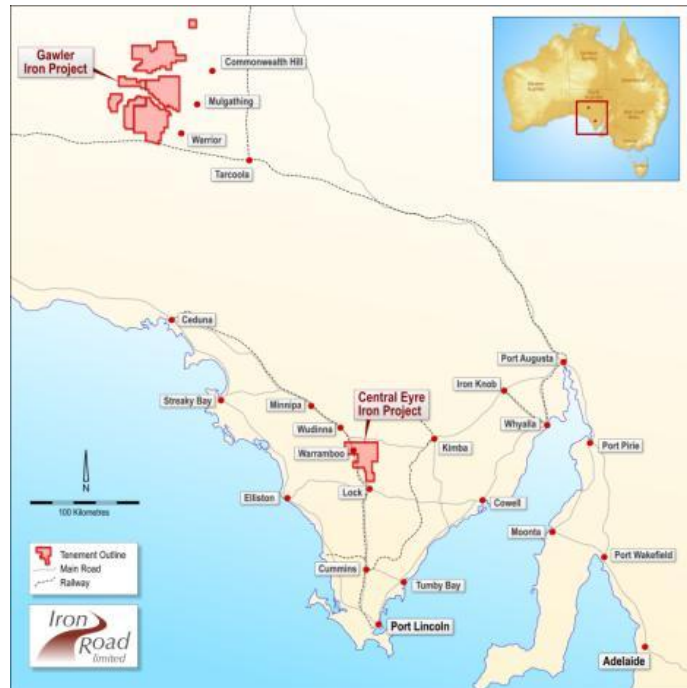 Gawler
Iron Project
Commonwealth Hill
Mulgathing
Warrior
Tarcoola
Ceduna
Port Augusta
Iron Knob
Central Eyre
Iron Project
Streaky Bay
Minnipa
Wudinna
Whyalla
Kimba
Port Pirie
Warramboo
N
100 Kilometres
Elliston
Lock
Cowell
Moonta
Port Wakefield
Tenement Outline
Main Road
Railway
Cummins
Tumby Bay
Iron
Road
limited
Port Lincoln
Adelaide